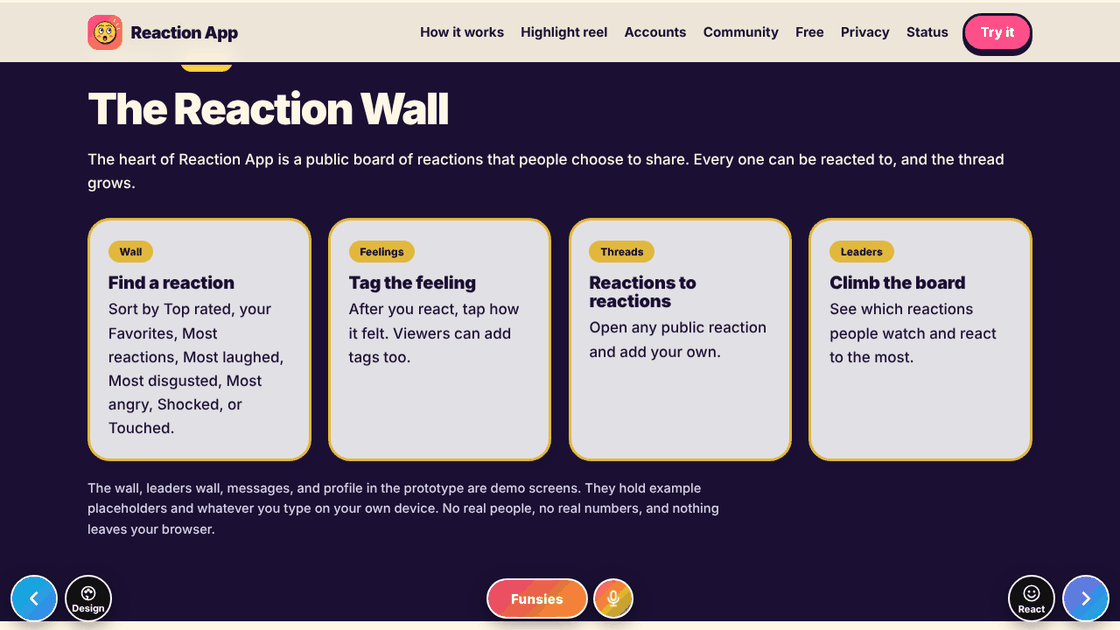 Reaction App
How it works
Highlight reel
Accounts
Community
Free
Privacy
Status
Try it
The Reaction Wall
The heart of Reaction App is a public board of reactions that people choose to share. Every one can be reacted to, and the thread
grows.
Wall
Find a reaction
Sort by Top rated, your
Favorites, Most
reactions, Most laughed,
Most disgusted, Most
angry, Shocked, or
Touched.
Feelings
Tag the feeling
After you react, tap how
it felt. Viewers can add
tags too.
Threads
Reactions to
reactions
Open any public reaction
and add your own.
Leaders
Climb the board
See which reactions
people watch and react
to the most.
The wall, leaders wall, messages, and profile in the prototype are demo screens. They hold example
placeholders and whatever you type on your own device. No real people, no real numbers, and nothing
leaves your browser.
Design
Funsies
React